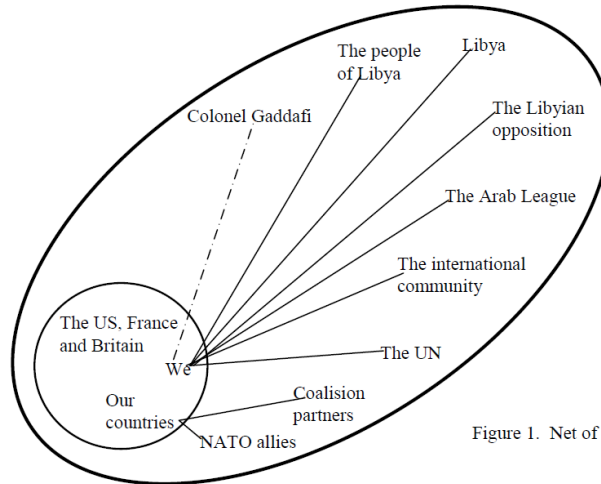 The people
of Libya
Libya
Colonel Gaddafi
The Libyian
opposition
The Arab League
The international
community
The US, France
and Britain
We
The UN
Our
countries
Coalision
partners
NATO allies
Figure 1. Net of